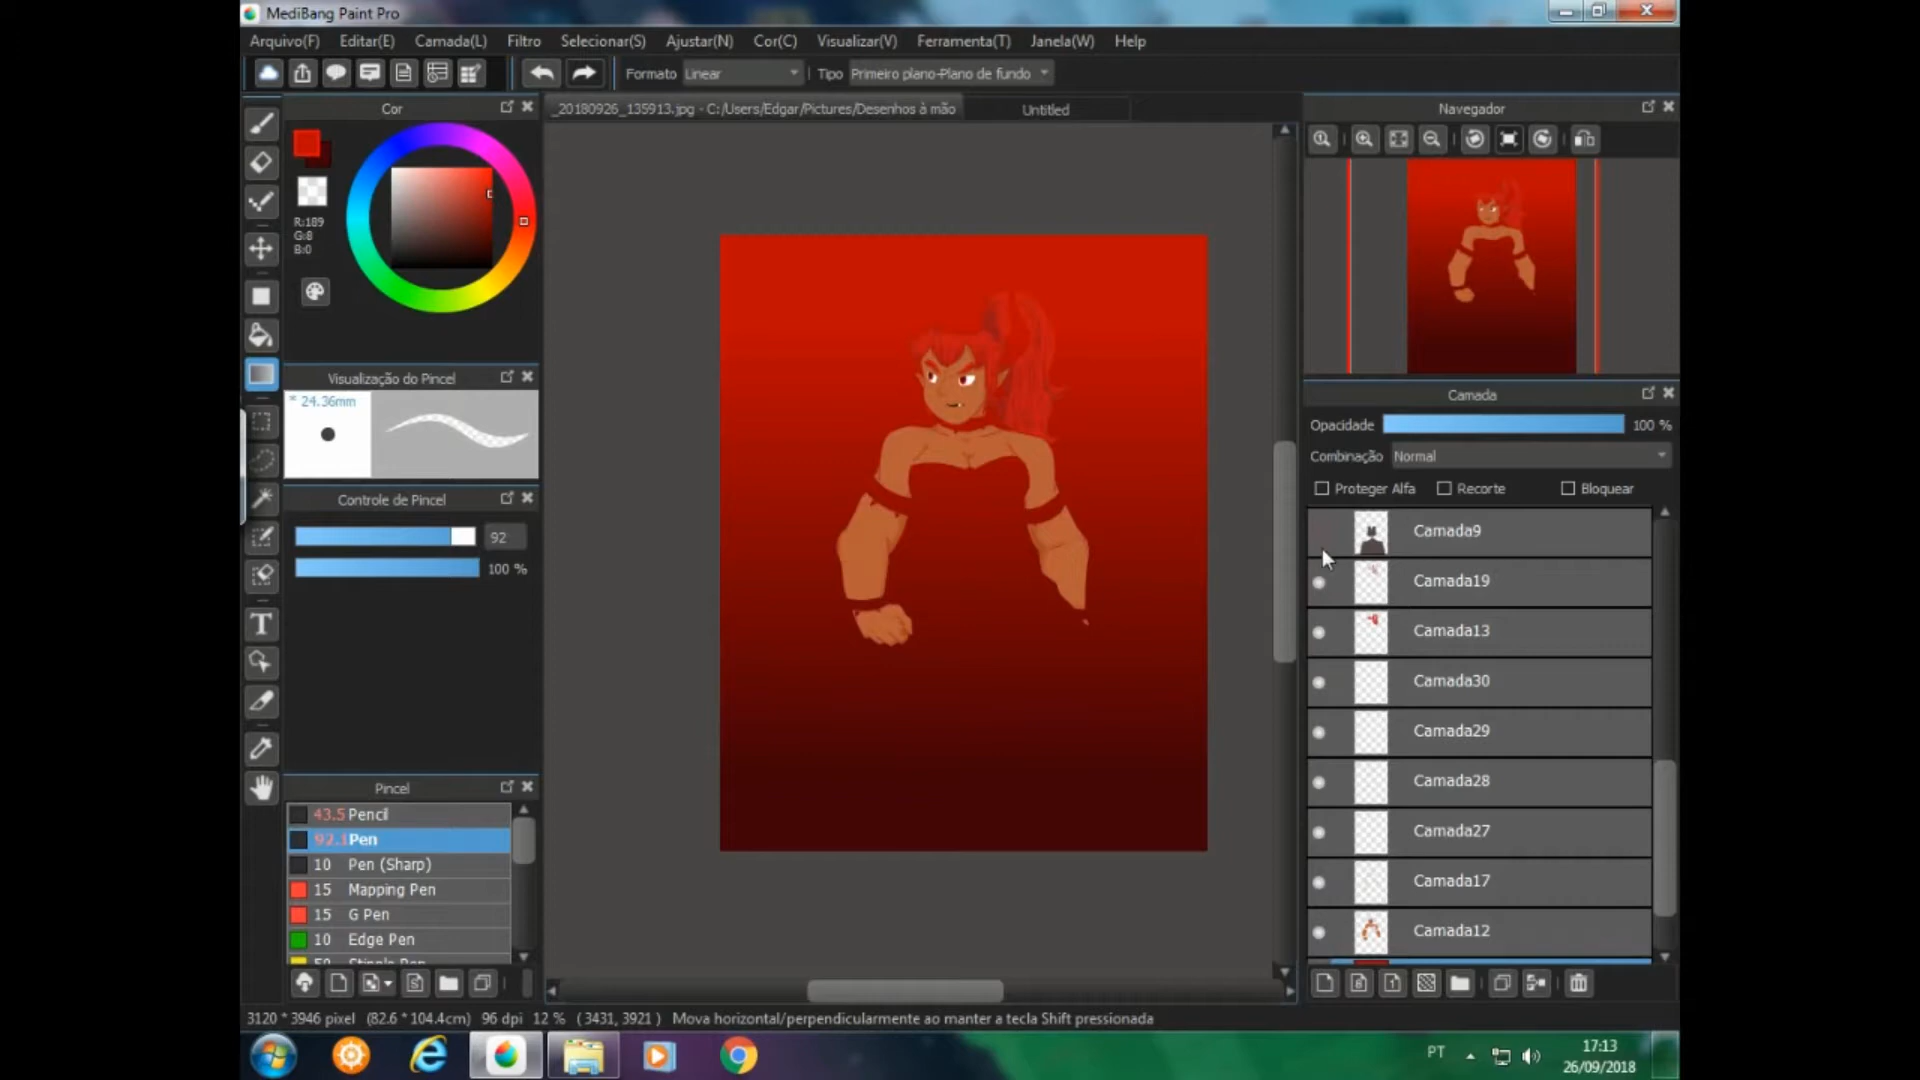 MediBang Paint Pro
Arquivo(F) Editar(E) Camada(L) Filtro Selecionar(S) Ajustar(N) Cor(C) Visualizar(V) Ferramenta(T) Janela(W) Help
Formato Linear Tipo Primeiro plano-Plano de fundo
Cor
_20180926_135913.jpg - C:/Users/Edgar/Pictures/Desenhos à mão
Untitled
Navegador
R:189
G:8
B:0
Visualização do Pincel
* 24.36mm
Controle de Pincel
92
100 %
Pincel
43.5 Pencil
92.1 Pen
10 Pen (Sharp)
15 Mapping Pen
15 G Pen
10 Edge Pen
Camada
Opacidade 100 %
Combinação Normal
Proteger Alfa Recorte Bloquear
Camada9
Camada19
Camada13
Camada30
Camada29
Camada28
Camada27
Camada17
Camada12
3120 * 3946 pixel (82.6 * 104.4cm) 96 dpi 12 % ( 3431, 3921 ) Mova horizontal/perpendicularmente ao manter a tecla Shift pressionada
PT
17:13
26/09/2018